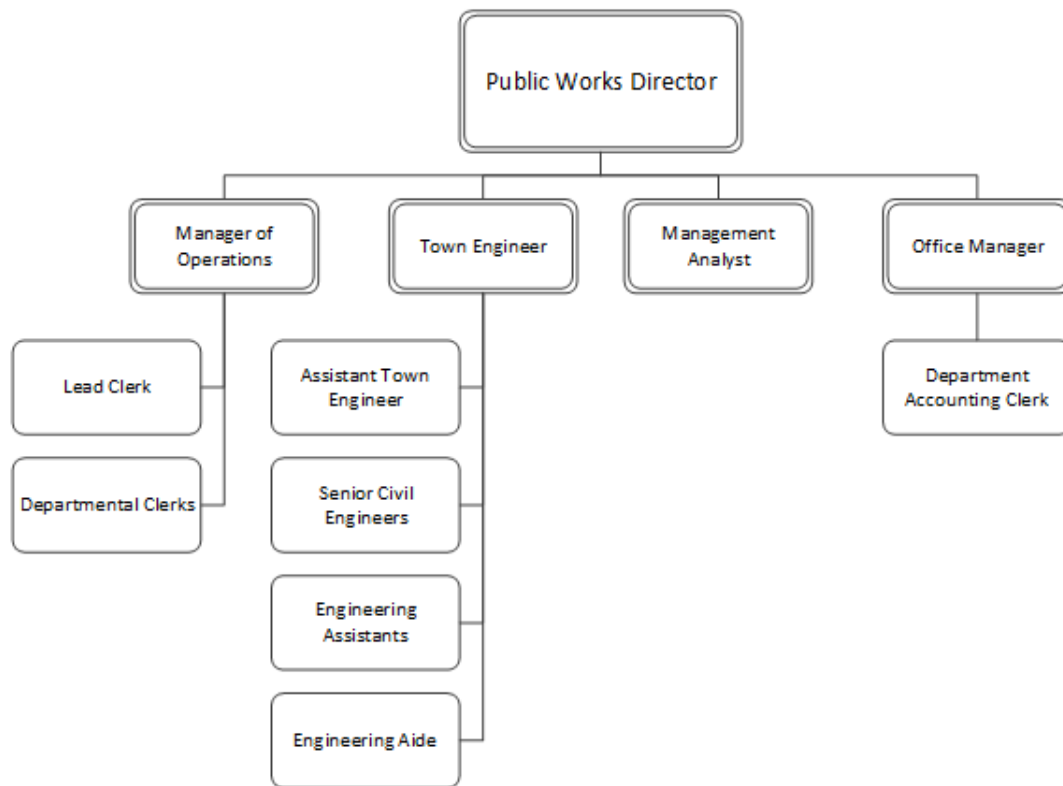 Public Works Director
Manager of
Operations
Town Engineer
Management
Analyst
Office Manager
Lead Clerk
Departmental Clerks
Assistant Town
Engineer
Senior Civil
Engineers
Engineering
Assistants
Engineering Aide
Department
Accounting Clerk